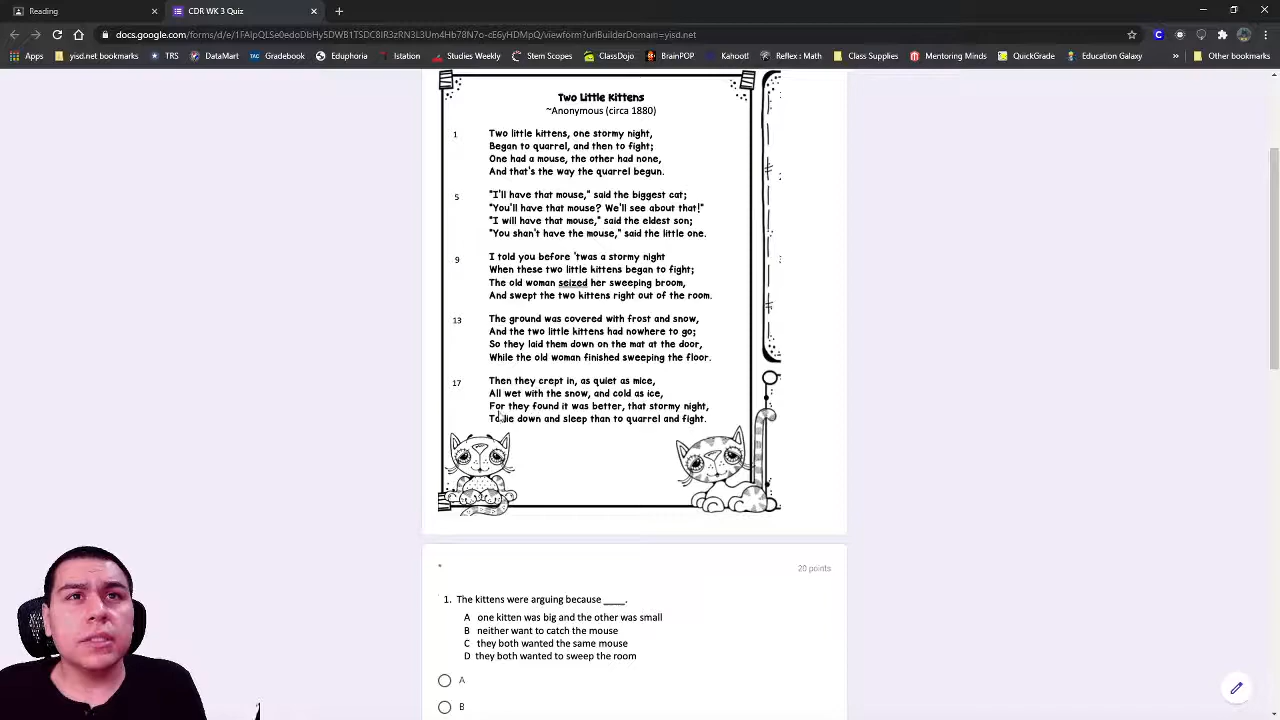 Reading
CDR WK 3 Quiz
docs.google.com/forms/d/e/1FAIpQLSe0edoDbHy5DWB1TSDC8IR3zRN3L3Um4Hb78N7o-cE6yHDMpQ/viewform?urlBuilderDomain=yisd.net
Apps yisd.net bookmarks TRS DataMart TAC Gradebook Eduphoria Istation Studies Weekly Stem Scopes ClassDojo BrainPOP Kahoot! Reflex : Math Class Supplies Mentoring Minds QuickGrade Education Galaxy » Other bookmarks
Two Little Kittens
~Anonymous (circa 1880)
1 Two little kittens, one stormy night,
Began to quarrel, and then to fight;
One had a mouse, the other had none,
And that's the way the quarrel begun.
5 "I'll have that mouse," said the biggest cat;
"You'll have that mouse? We'll see about that!"
"I will have that mouse," said the eldest son;
"You shan't have the mouse," said the little one.
9 I told you before 'twas a stormy night
When these two little kittens began to fight;
The old woman seized her sweeping broom,
And swept the two kittens right out of the room.
13 The ground was covered with frost and snow,
And the two little kittens had nowhere to go;
So they laid them down on the mat at the door,
While the old woman finished sweeping the floor.
17 Then they crept in, as quiet as mice,
All wet with the snow, and cold as ice,
For they found it was better, that stormy night,
To lie down and sleep than to quarrel and fight.
*
20 points
1. The kittens were arguing because ____.
A one kitten was big and the other was small
B neither want to catch the mouse
C they both wanted the same mouse
D they both wanted to sweep the room
A
B